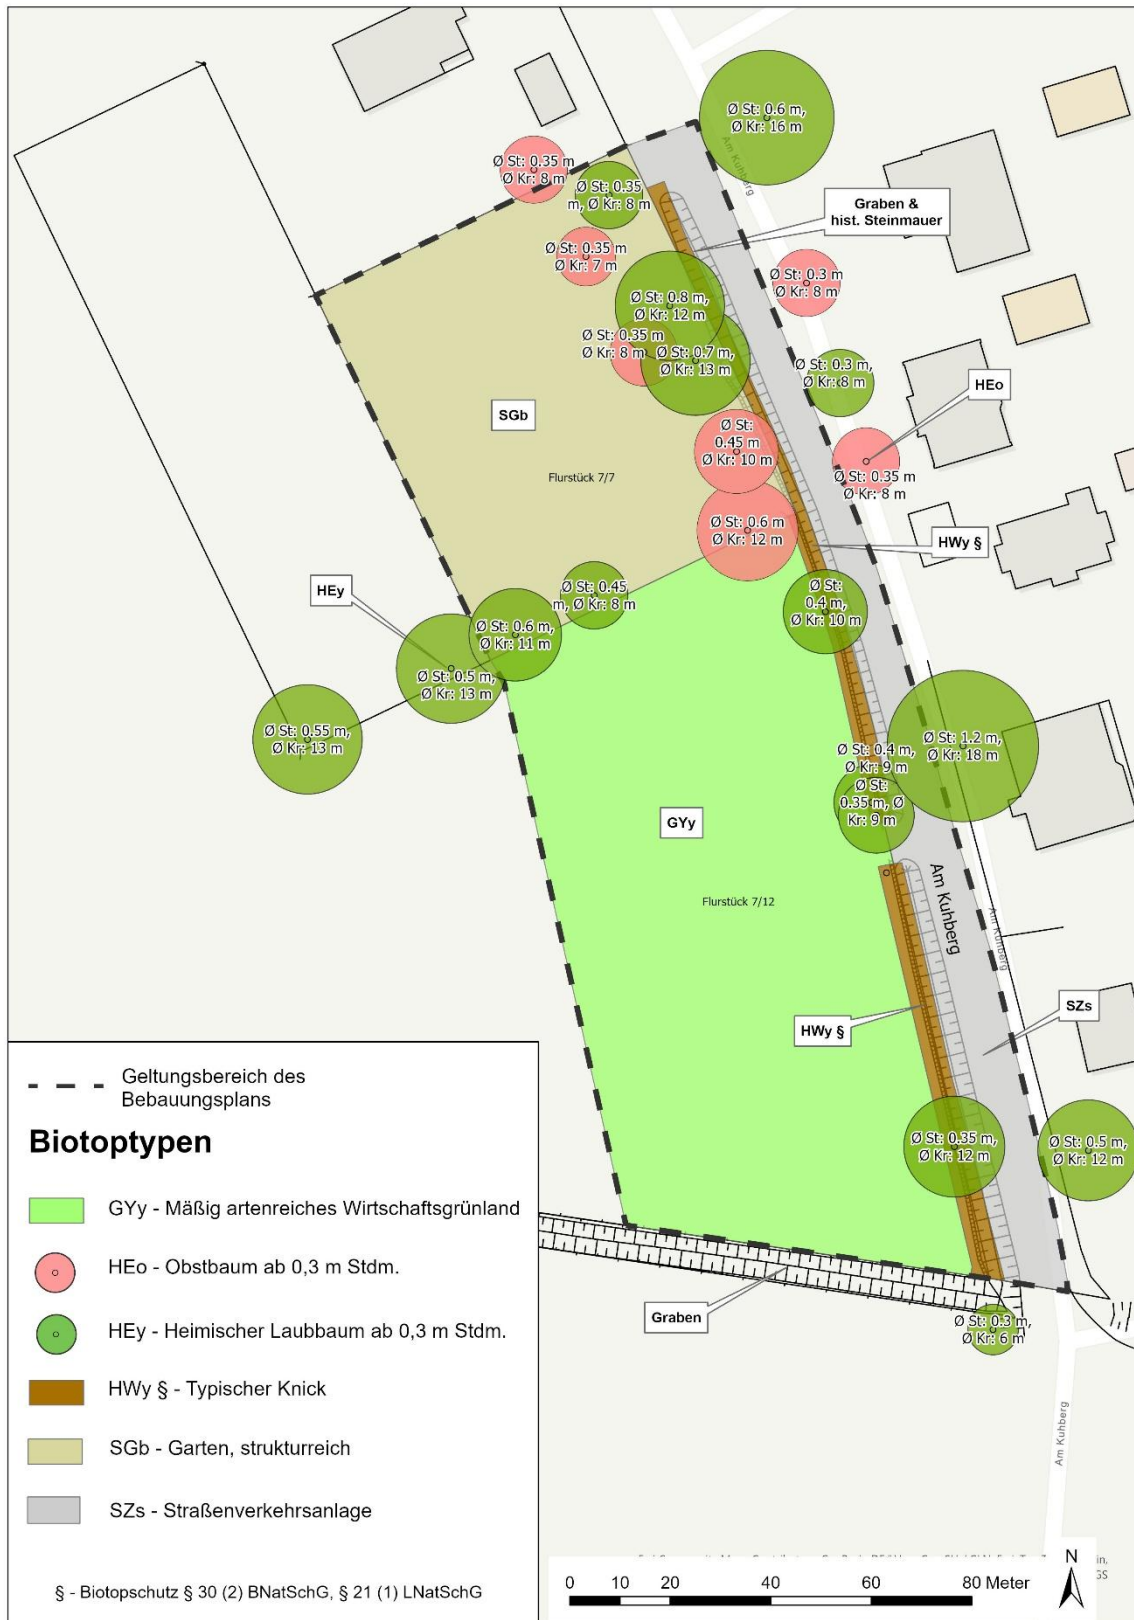 Ø St: 0.6 m,
Ø Kr: 16 m
Am Kuhberg
Ø St: 0.35 m
Ø Kr: 8 m
Ø St: 0.35
m, Ø Kr: 8 m
Graben &
hist. Steinmauer
Ø St: 0.35 m
Ø Kr: 7 m
Ø St: 0.3 m
Ø Kr: 8 m
Ø St: 0.8 m,
Ø Kr: 12 m
Ø St: 0.35 m
Ø Kr: 8 m
Ø St: 0.7 m,
Ø Kr: 13 m
Ø St: 0.3 m,
Ø Kr: 8 m
HEo
SGb
Ø St:
0.45 m
Ø Kr: 10 m
Ø St: 0.35 m
Ø Kr: 8 m
Flurstück 7/7
Ø St: 0.6 m
Ø Kr: 12 m
HWy §
HEy
Ø St: 0.45
m, Ø Kr: 8 m
Ø St:
0.4 m,
Ø Kr: 10 m
Ø St: 0.6 m,
Ø Kr: 11 m
Ø St: 0.5 m,
Ø Kr: 13 m
Ø St: 0.55 m,
Ø Kr: 13 m
Ø St: 1.2 m,
Ø Kr: 18 m
Ø St: 0.4 m,
Ø Kr: 9 m
Ø St:
0.35 m, Ø
Kr: 9 m
GYy
Flurstück 7/12
Am Kuhberg
Am Kuhberg
SZs
HWy §
Ø St: 0.35 m,
Ø Kr: 12 m
Ø St: 0.5 m,
Ø Kr: 12 m
Graben
Ø St: 0.3 m,
Ø Kr: 6 m
Am Kuhberg
Geltungsbereich des
Bebauungsplans
Biotoptypen
GYy - Mäßig artenreiches Wirtschaftsgrünland
HEo - Obstbaum ab 0,3 m Stdm.
HEy - Heimischer Laubbaum ab 0,3 m Stdm.
HWy § - Typischer Knick
SGb - Garten, strukturreich
SZs - Straßenverkehrsanlage
§ - Biotopschutz § 30 (2) BNatSchG, § 21 (1) LNatSchG
N
0 10 20 40 60 80 Meter